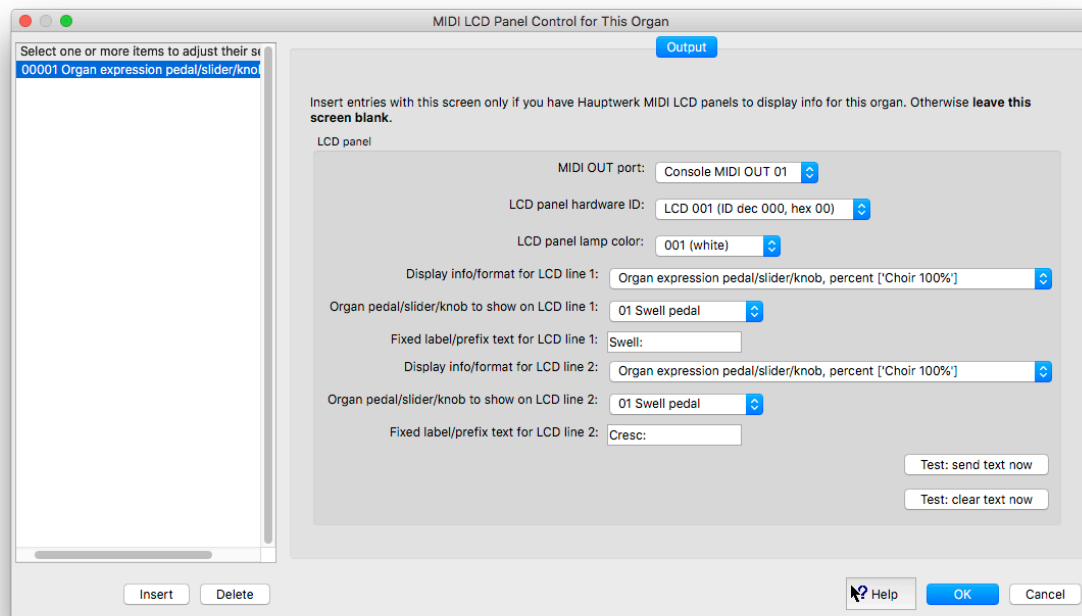 MIDI LCD Panel Control for This Organ
Select one or more items to adjust their se
00001 Organ expression pedal/slider/knob
Output
Insert entries with this screen only if you have Hauptwerk MIDI LCD panels to display info for this organ. Otherwise leave this
screen blank.
LCD panel
MIDI OUT port: Console MIDI OUT 01
LCD panel hardware ID: LCD 001 (ID dec 000, hex 00)
LCD panel lamp color: 001 (white)
Display info/format for LCD line 1: Organ expression pedal/slider/knob, percent ['Choir 100%']
Organ pedal/slider/knob to show on LCD line 1: 01 Swell pedal
Fixed label/prefix text for LCD line 1: Swell:
Display info/format for LCD line 2: Organ expression pedal/slider/knob, percent ['Choir 100%']
Organ pedal/slider/knob to show on LCD line 2: 01 Swell pedal
Fixed label/prefix text for LCD line 2: Cresc:
Test: send text now
Test: clear text now
Insert Delete ? Help OK Cancel